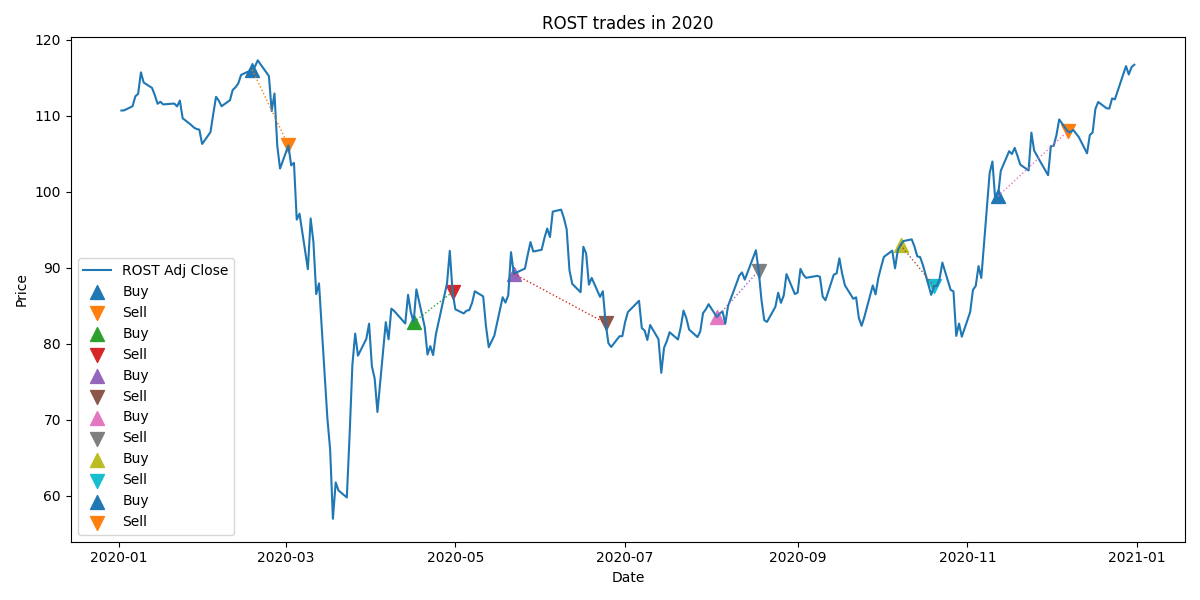 ROST trades in 2020
120
110
100
90
80
70
60
Price
ROST Adj Close
Buy
Sell
Buy
Sell
Buy
Sell
Buy
Sell
Buy
Sell
Buy
Sell
2020-01
2020-03
2020-05
2020-07
2020-09
2020-11
2021-01
Date